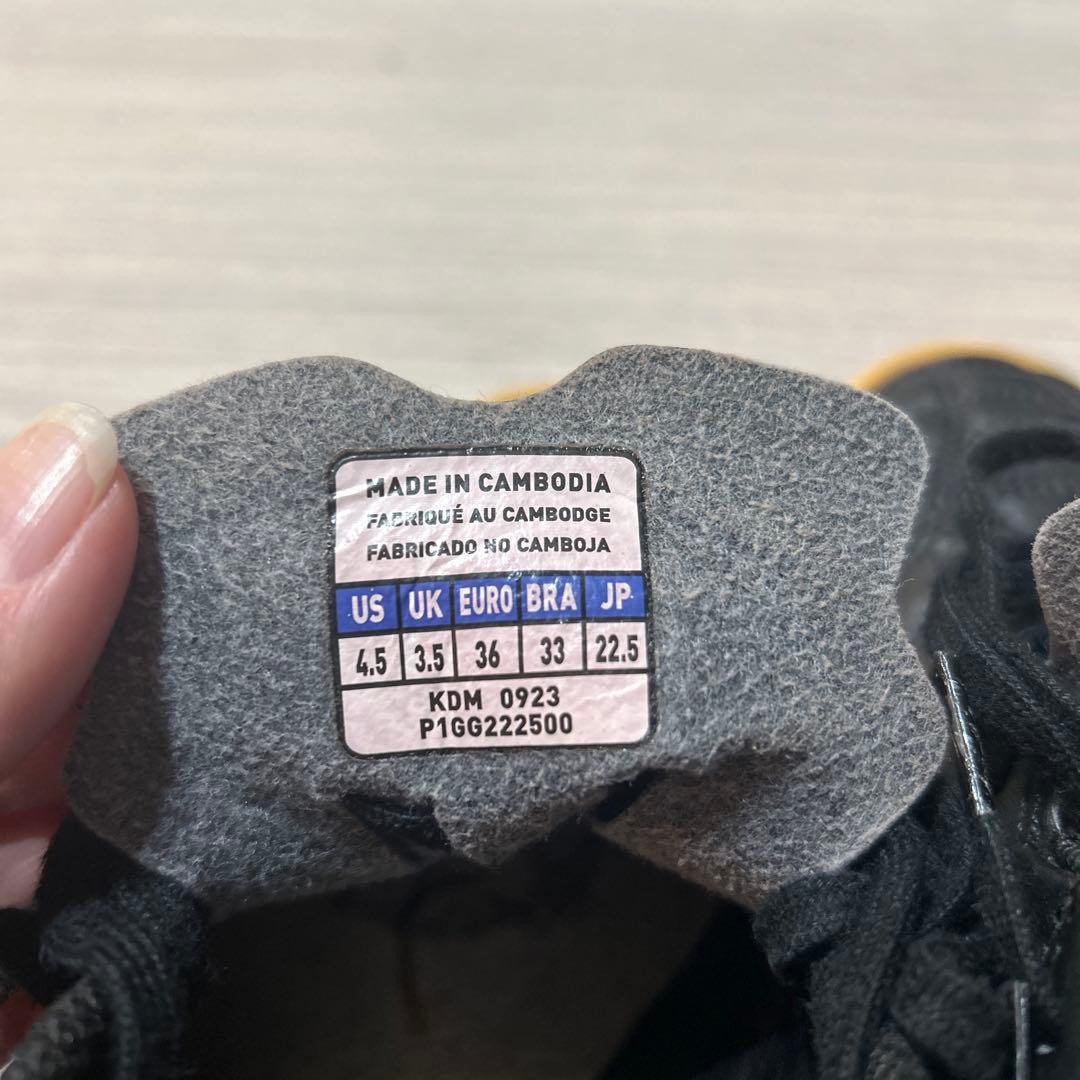 MADE IN CAMBODIA
FABRIQUÉ AU CAMBODGE
FABRICADO NO CAMBOJA
US UK EURO BRA JP
4.5 3.5 36 33 22.5
KDM 0923
P1GG222500